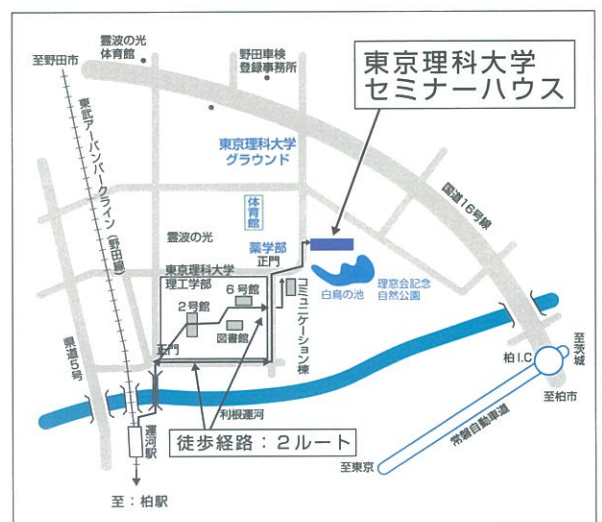 霊波の光
体育館
野田車検
登録事務所
至野田市
東京理科大学
セミナーハウス
東武アーバンパークライン(野田線)
東京理科大学
グラウンド
国道16号線
体育館
霊波の光
薬学部
正門
東京理科大学
理工学部
6号館
2号館
図書館
コミュニケーション棟
白鳥の池
理窓会記念
自然公園
正門
県道5号
至茨城
柏I.C
至柏市
利根運河
常磐自動車道
運河駅
徒歩経路:2ルート
至東京
至:柏駅